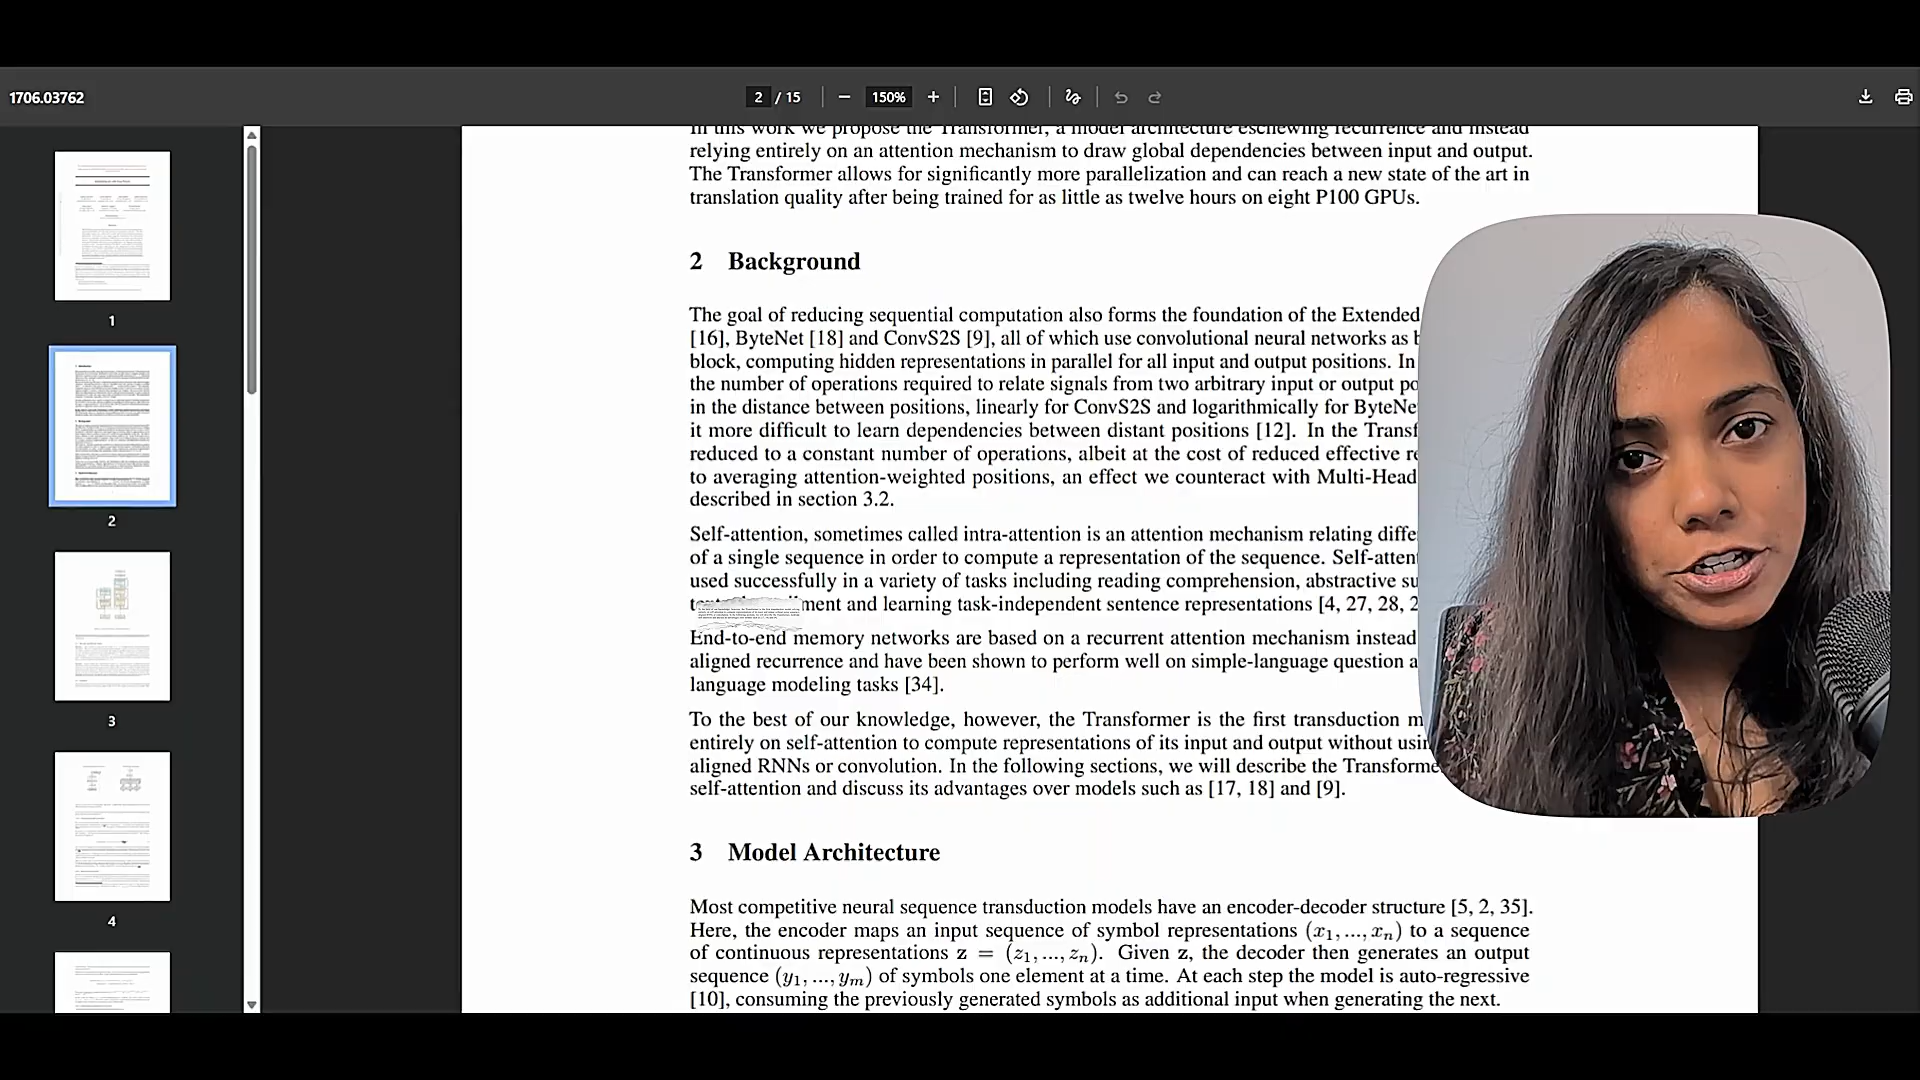 1706.03762
2 / 15
150%
In this work we propose the Transformer, a model architecture eschewing recurrence and instead
relying entirely on an attention mechanism to draw global dependencies between input and output.
The Transformer allows for significantly more parallelization and can reach a new state of the art in
translation quality after being trained for as little as twelve hours on eight P100 GPUs.
2 Background
The goal of reducing sequential computation also forms the foundation of the Extended
[16], ByteNet [18] and ConvS2S [9], all of which use convolutional neural networks as
block, computing hidden representations in parallel for all input and output positions. In
the number of operations required to relate signals from two arbitrary input or output
in the distance between positions, linearly for ConvS2S and logarithmically for
it more difficult to learn dependencies between distant positions [12]. In the
reduced to a constant number of operations, albeit at the cost of reduced effective
to averaging attention-weighted positions, an effect we counteract with Multi-Head
described in section 3.2.
Self-attention, sometimes called intra-attention is an attention mechanism relating
of a single sequence in order to compute a representation of the sequence.
used successfully in a variety of tasks including reading comprehension, abstractive
and learning task-independent sentence representations [4, 27, 28,
End-to-end memory networks are based on a recurrent attention mechanism instead
aligned recurrence and have been shown to perform well on simple-language question
language modeling tasks [34].
To the best of our knowledge, however, the Transformer is the first transduction
entirely on self-attention to compute representations of its input and output without
aligned RNNs or convolution. In the following sections, we will describe the
self-attention and discuss its advantages over models such as [17, 18] and [9].
3 Model Architecture
Most competitive neural sequence transduction models have an encoder-decoder structure [5, 2, 35].
Here, the encoder maps an input sequence of symbol representations (x1, ..., xn) to a sequence
of continuous representations z = (z1, ..., zn). Given z, the decoder then generates an output
sequence (y1, ..., ym) of symbols one element at a time. At each step the model is auto-regressive
[10], consuming the previously generated symbols as additional input when generating the next.
1
2
3
4